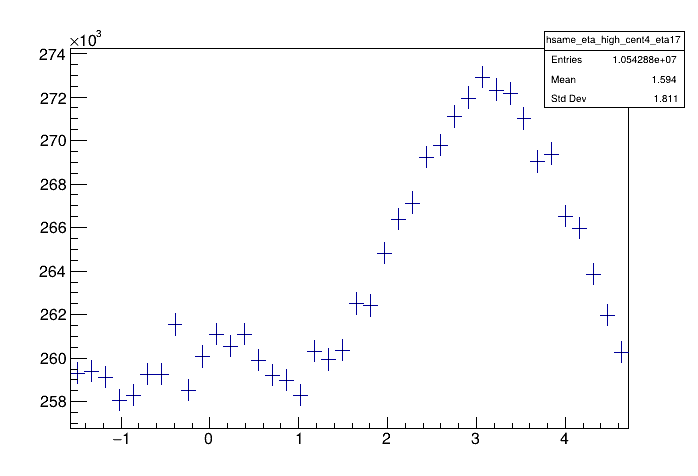 ×10³
hsame_eta_high_cent4_eta17
Entries 1.054288e+07
Mean 1.594
Std Dev 1.811
274
272
270
268
266
264
262
260
258
−1 0 1 2 3 4